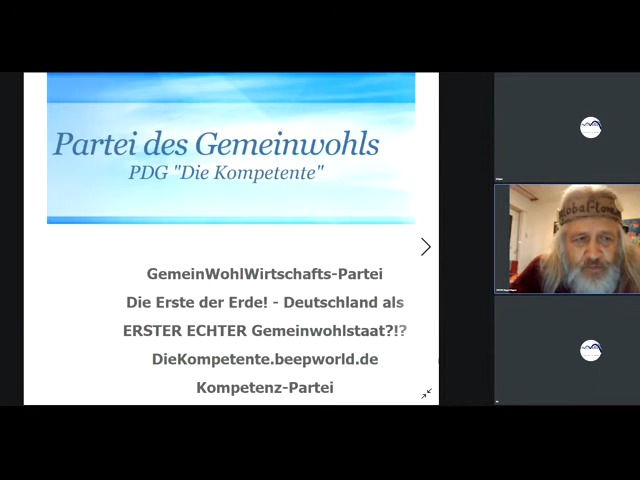 Partei des Gemeinwohls
PDG "Die Kompetente"
GemeinWohlWirtschafts-Partei
Die Erste der Erde! - Deutschland als
ERSTER ECHTER Gemeinwohlstaat?!?
DieKompetente.beepworld.de
Kompetenz-Partei